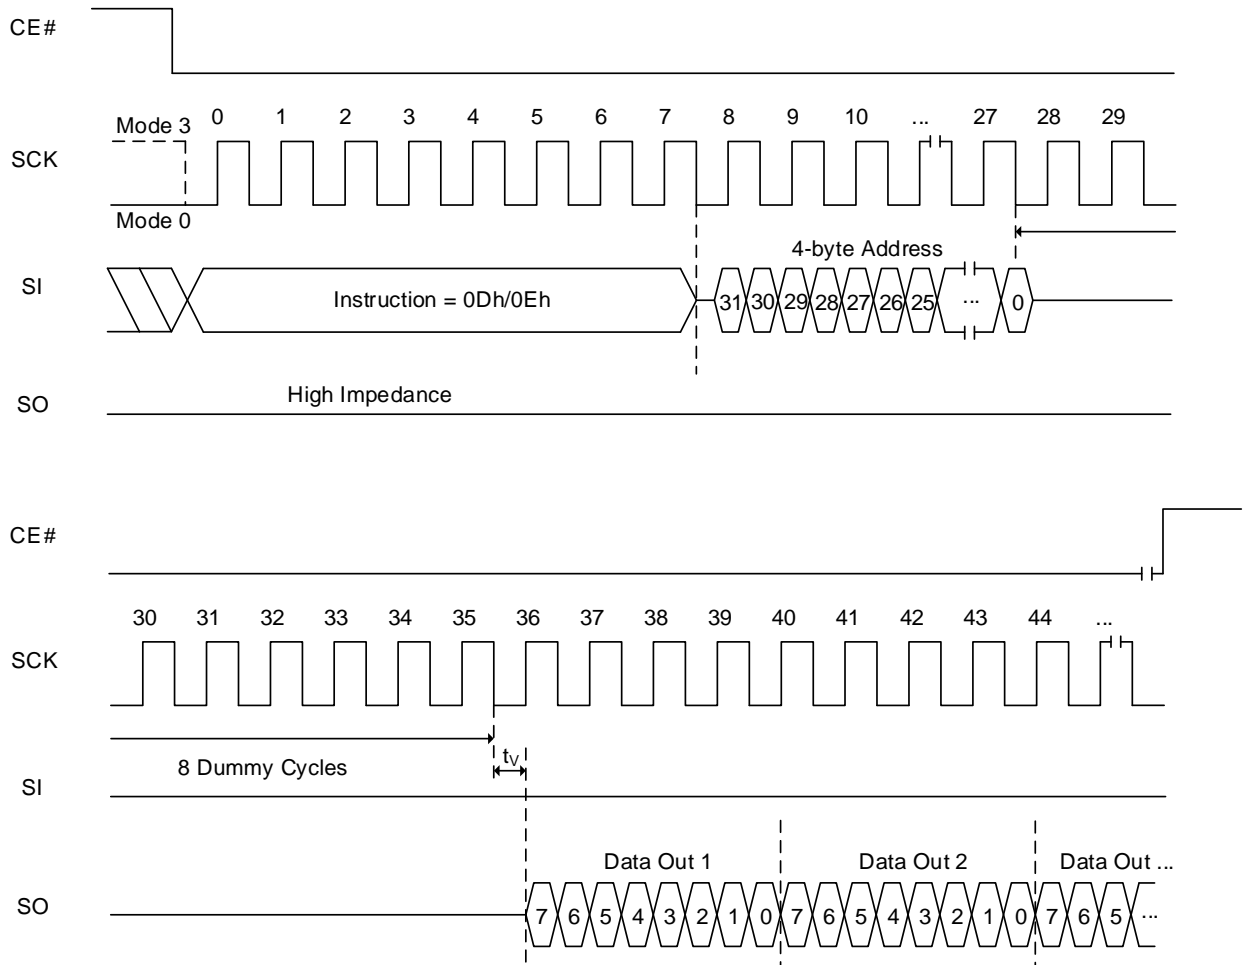 CE#
Mode 3 0 1 2 3 4 5 6 7 8 9 10 ... 27 28 29
SCK
Mode 0
4-byte Address
SI Instruction = 0Dh/0Eh 31 30 29 28 27 26 25 ... 0
High Impedance
SO
CE#
30 31 32 33 34 35 36 37 38 39 40 41 42 43 44 ...
SCK
8 Dummy Cycles tV
SI
Data Out 1 Data Out 2 Data Out ...
SO 7 6 5 4 3 2 1 0 7 6 5 4 3 2 1 0 7 6 5 ...